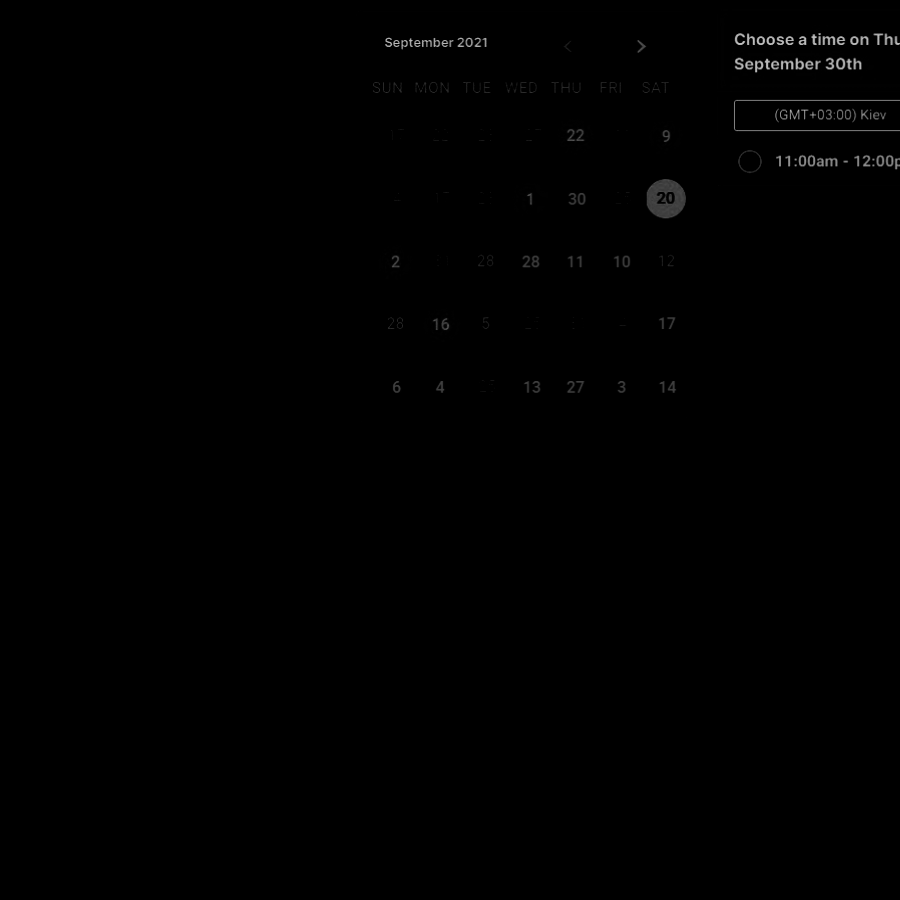 September 2021
Choose a time on Thu
September 30th
SUN MON TUE WED THU FRI SAT
(GMT+03:00) Kiev
22 9
11:00am - 12:00p
1 30 20
2 28 28 11 10 12
28 16 5 17
6 4 13 27 3 14